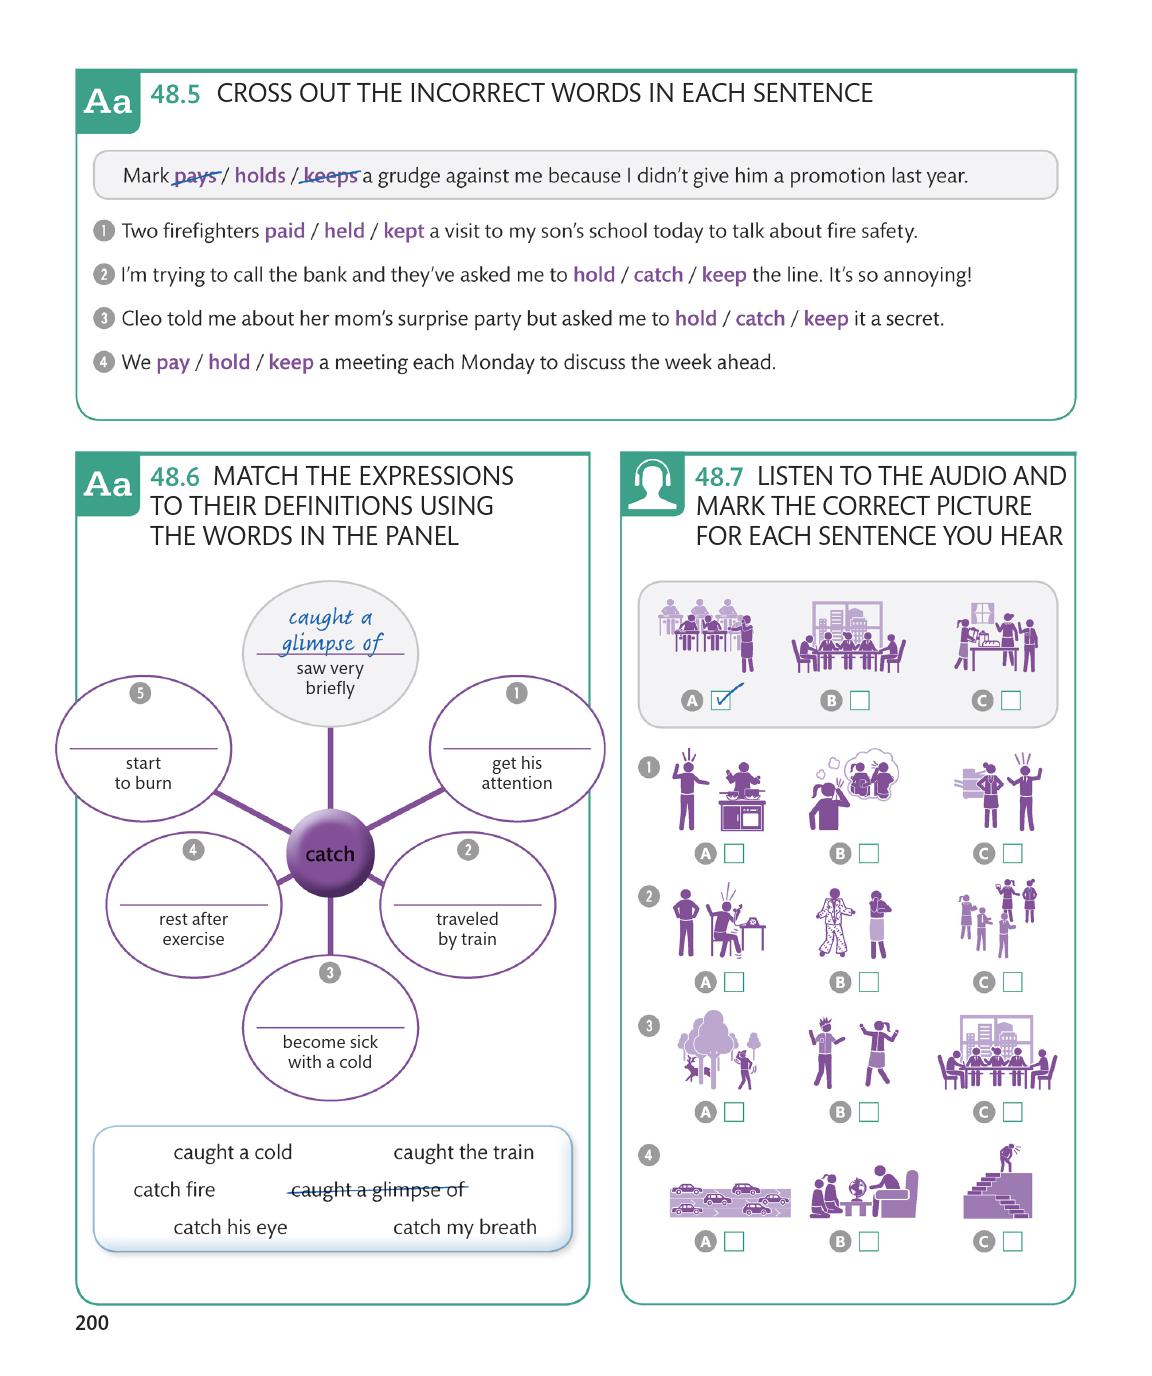 Aa 48.5 CROSS OUT THE INCORRECT WORDS IN EACH SENTENCE
Mark pays / holds / keeps a grudge against me because I didn't give him a promotion last year.
1 Two firefighters paid / held / kept a visit to my son's school today to talk about fire safety.
2 I'm trying to call the bank and they've asked me to hold / catch / keep the line. It's so annoying!
3 Cleo told me about her mom's surprise party but asked me to hold / catch / keep it a secret.
4 We pay / hold / keep a meeting each Monday to discuss the week ahead.
Aa 48.6 MATCH THE EXPRESSIONS
TO THEIR DEFINITIONS USING
THE WORDS IN THE PANEL
caught a
glimpse of
saw very
briefly
1
get his
attention
2
traveled
by train
3
become sick
with a cold
4
rest after
exercise
5
start
to burn
catch
caught a cold caught the train
catch fire caught a glimpse of
catch his eye catch my breath
48.7 LISTEN TO THE AUDIO AND
MARK THE CORRECT PICTURE
FOR EACH SENTENCE YOU HEAR
A B C
1
A B C
2
A B C
3
A B C
4
A B C
200